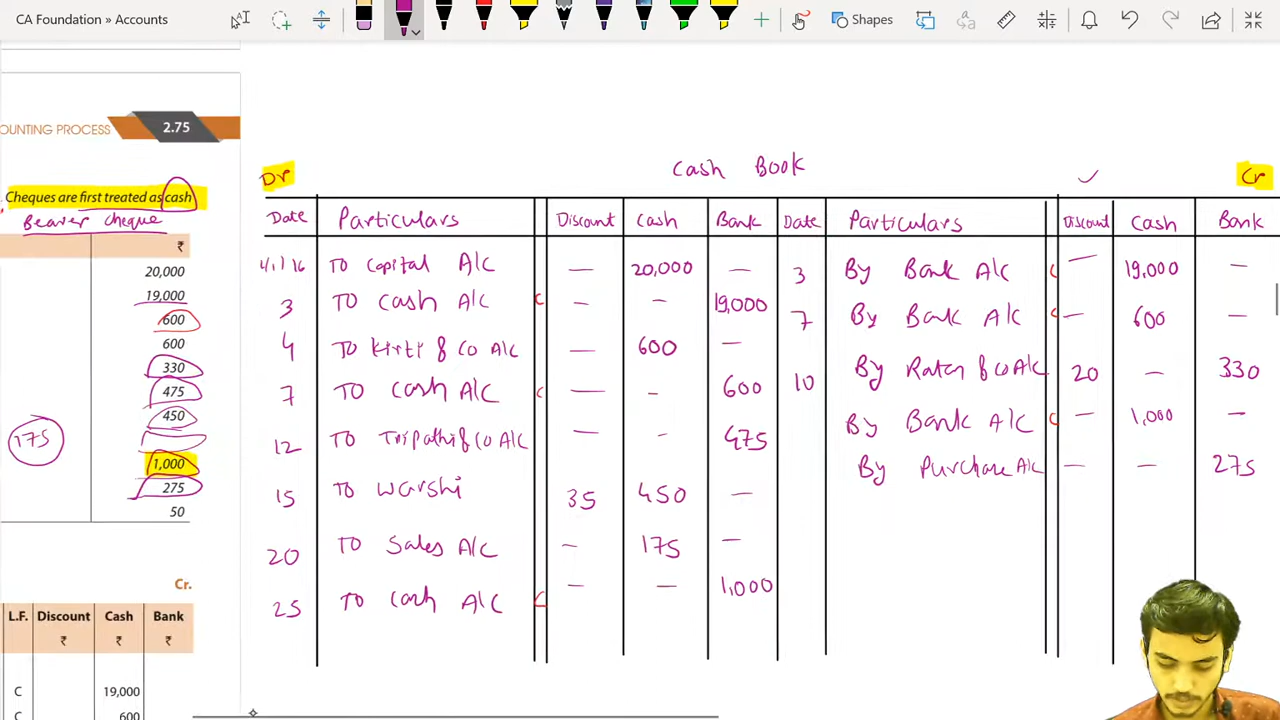 CA Foundation » Accounts
Shapes
OUNTING PROCESS 2.75
Cheques are first treated as cash
Bearer cheque
₹
20,000
19,000
600
600
330
475
450
175
1,000
275
50
Cr.
L.F. Discount Cash Bank
₹ ₹ ₹
C 19,000
C 600
Cash Book
Dr Cr
Date Particulars Discount Cash Bank Date Particulars Discount Cash Bank
To Capital A/C — 20,000 — 3 By Bank A/C C — 19,000 —
3 To Cash A/C C — — 19,000 7 By Bank A/C C — 600 —
4 To Kirti & Co A/C — 600 — 10 By Ratan & Co A/C 20 — 330
7 To Cash A/C C — — 600 By Bank A/C C — 1,000 —
12 To Tripathi & Co A/C — — 475 By Purchase A/C — — 275
15 To Warshi 35 450 —
20 To Sales A/C — 175 —
25 To Cash A/C C — — 1,000